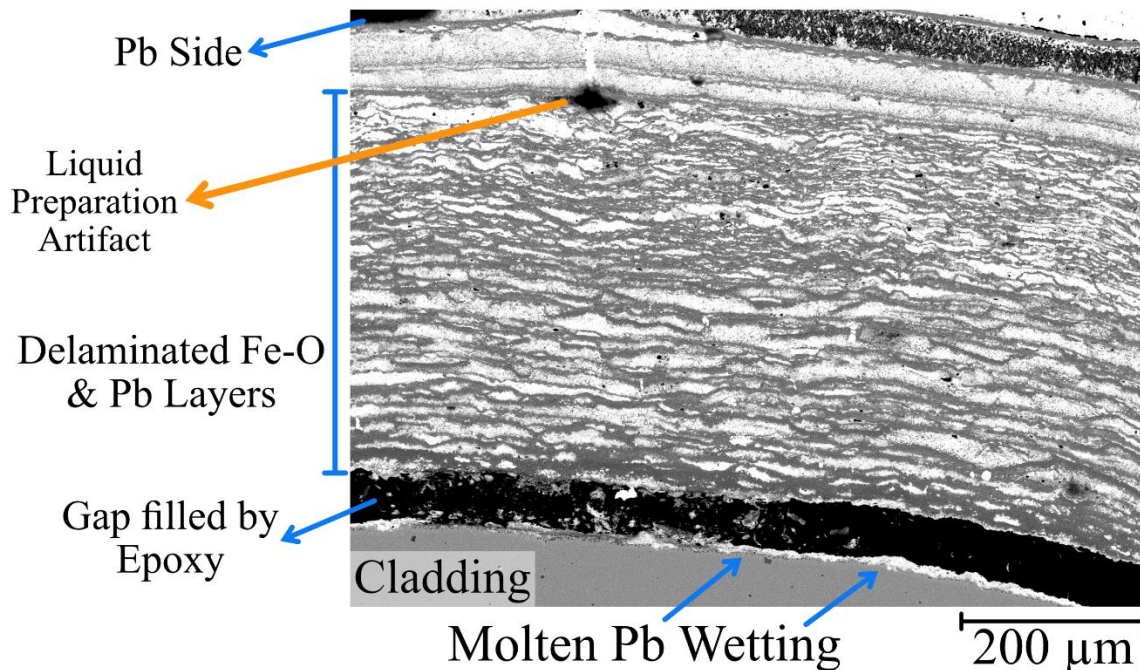 Pb Side
Liquid
Preparation
Artifact
Delaminated Fe-O
& Pb Layers
Gap filled by
Epoxy
Cladding
Molten Pb Wetting
200 µm